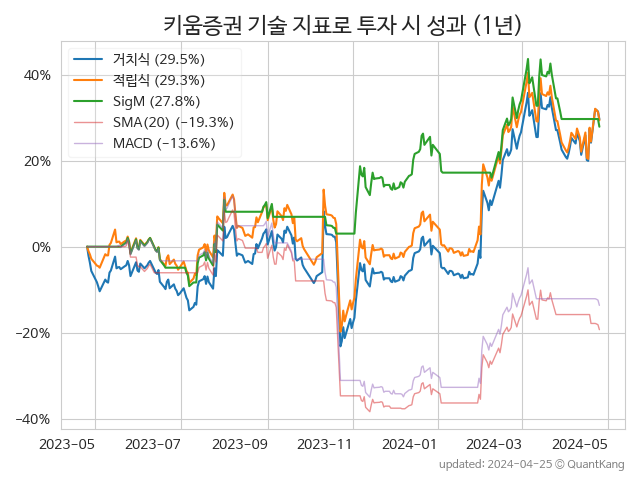 키움증권 기술 지표로 투자 시 성과 (1년)
거치식 (29.5%)
적립식 (29.3%)
SigM (27.8%)
SMA(20) (−19.3%)
MACD (−13.6%)
40%
20%
0%
−20%
−40%
2023−05 2023−07 2023−09 2023−11 2024−01 2024−03 2024−05
updated: 2024−04−25 © QuantKang